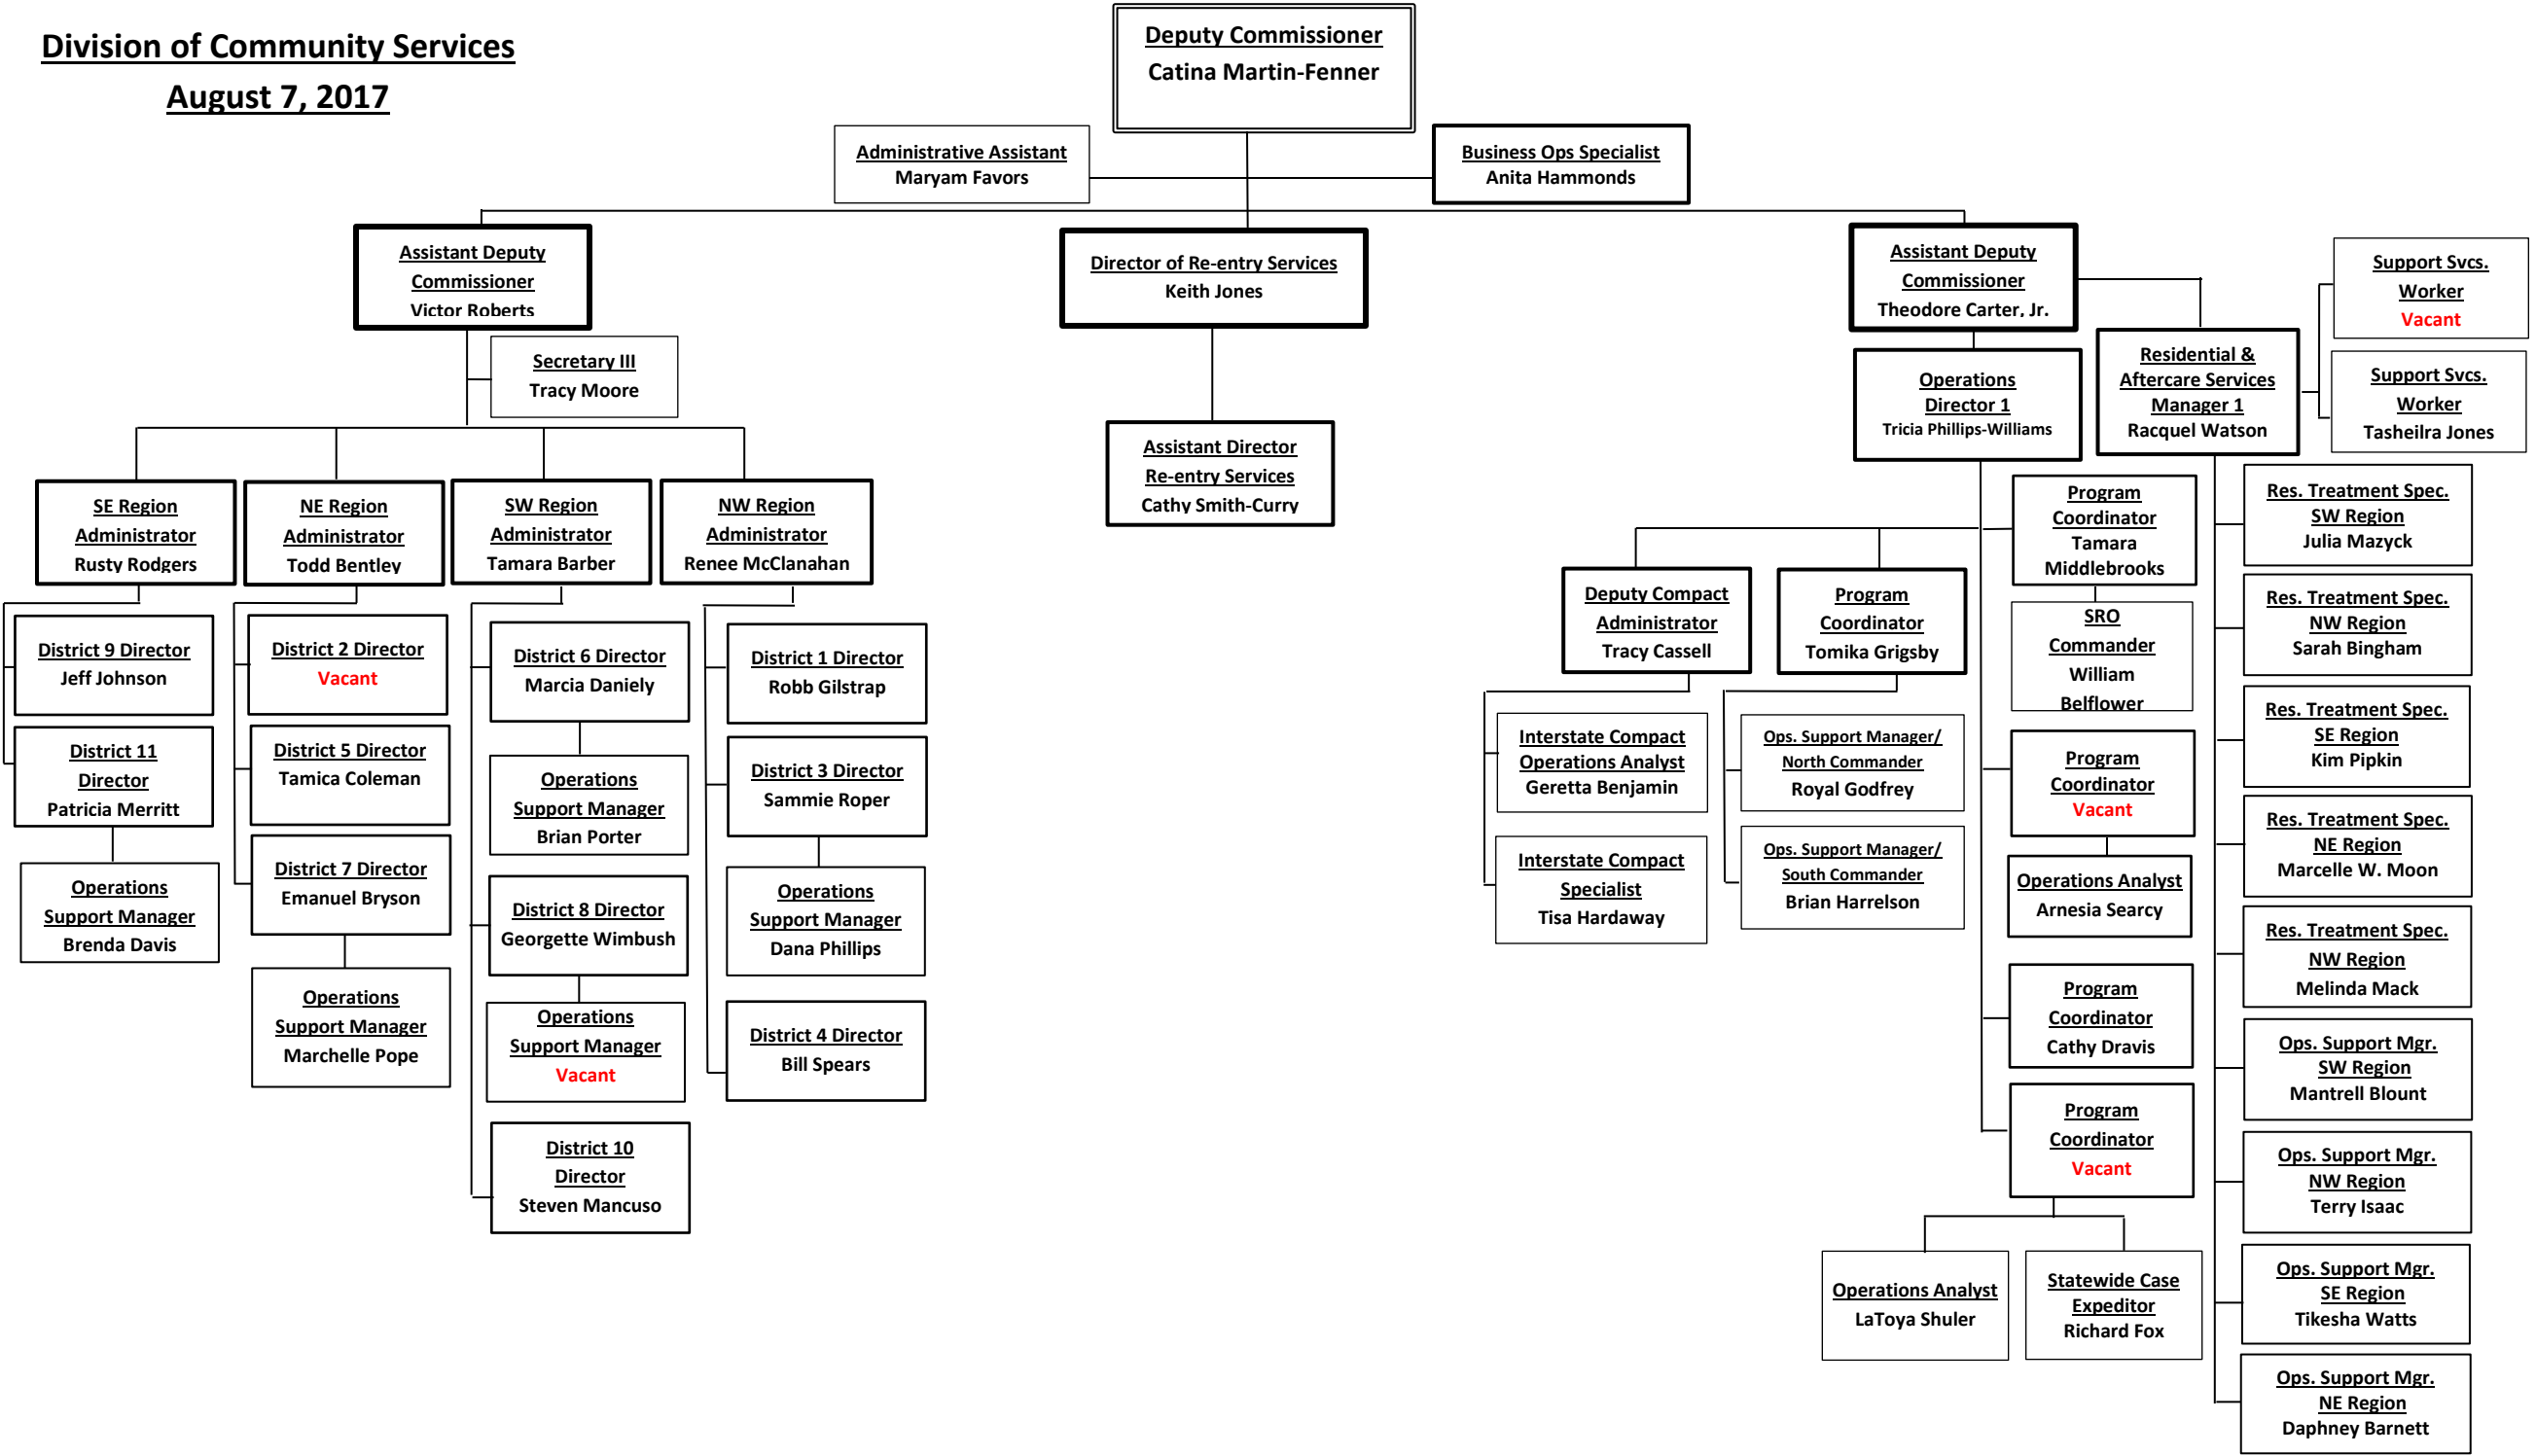 Division of Community Services
August 7, 2017
Deputy Commissioner
Catina Martin-Fenner
Administrative Assistant
Maryam Favors
Business Ops Specialist
Anita Hammonds
Assistant Deputy
Commissioner
Victor Roberts
Secretary III
Tracy Moore
Director of Re-entry Services
Keith Jones
Assistant Director
Re-entry Services
Cathy Smith-Curry
Assistant Deputy
Commissioner
Theodore Carter, Jr.
Operations
Director 1
Tricia Phillips-Williams
Residential &
Aftercare Services
Manager 1
Racquel Watson
Support Svcs.
Worker
Vacant
Support Svcs.
Worker
Tasheilra Jones
SE Region
Administrator
Rusty Rodgers
District 9 Director
Jeff Johnson
District 11
Director
Patricia Merritt
Operations
Support Manager
Brenda Davis
NE Region
Administrator
Todd Bentley
District 2 Director
Vacant
District 5 Director
Tamica Coleman
District 7 Director
Emanuel Bryson
Operations
Support Manager
Marchelle Pope
SW Region
Administrator
Tamara Barber
District 6 Director
Marcia Daniely
Operations
Support Manager
Brian Porter
District 8 Director
Georgette Wimbush
Operations
Support Manager
Vacant
District 10
Director
Steven Mancuso
NW Region
Administrator
Renee McClanahan
District 1 Director
Robb Gilstrap
District 3 Director
Sammie Roper
Operations
Support Manager
Dana Phillips
District 4 Director
Bill Spears
Deputy Compact
Administrator
Tracy Cassell
Interstate Compact
Operations Analyst
Geretta Benjamin
Interstate Compact
Specialist
Tisa Hardaway
Program
Coordinator
Tomika Grigsby
Ops. Support Manager/
North Commander
Royal Godfrey
Ops. Support Manager/
South Commander
Brian Harrelson
Program
Coordinator
Tamara
Middlebrooks
SRO
Commander
William
Belflower
Program
Coordinator
Vacant
Operations Analyst
Arnesia Searcy
Program
Coordinator
Cathy Dravis
Program
Coordinator
Vacant
Operations Analyst
LaToya Shuler
Statewide Case
Expeditor
Richard Fox
Res. Treatment Spec.
SW Region
Julia Mazyck
Res. Treatment Spec.
NW Region
Sarah Bingham
Res. Treatment Spec.
SE Region
Kim Pipkin
Res. Treatment Spec.
NE Region
Marcelle W. Moon
Res. Treatment Spec.
NW Region
Melinda Mack
Ops. Support Mgr.
SW Region
Mantrell Blount
Ops. Support Mgr.
NW Region
Terry Isaac
Ops. Support Mgr.
SE Region
Tikesha Watts
Ops. Support Mgr.
NE Region
Daphney Barnett